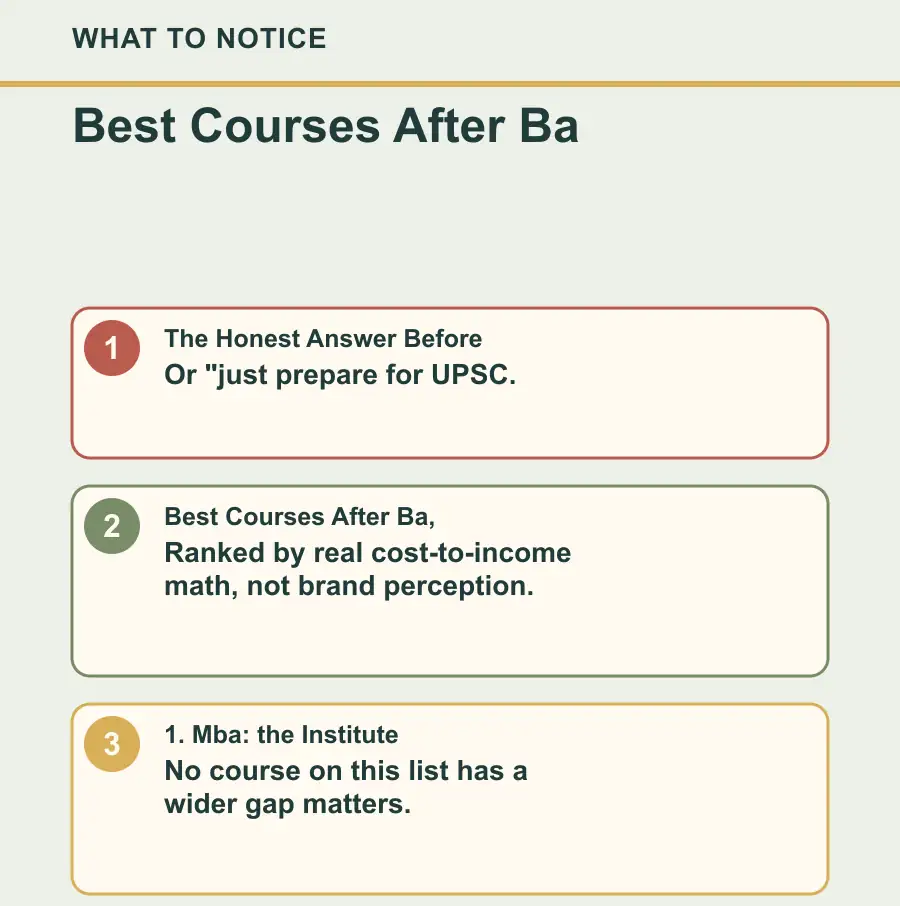 WHAT TO NOTICE
Best Courses After Ba
1
The Honest Answer Before
Or "just prepare for UPSC.
2
Best Courses After Ba,
Ranked by real cost-to-income
math, not brand perception.
3
1. Mba: the Institute
No course on this list has a
wider gap matters.